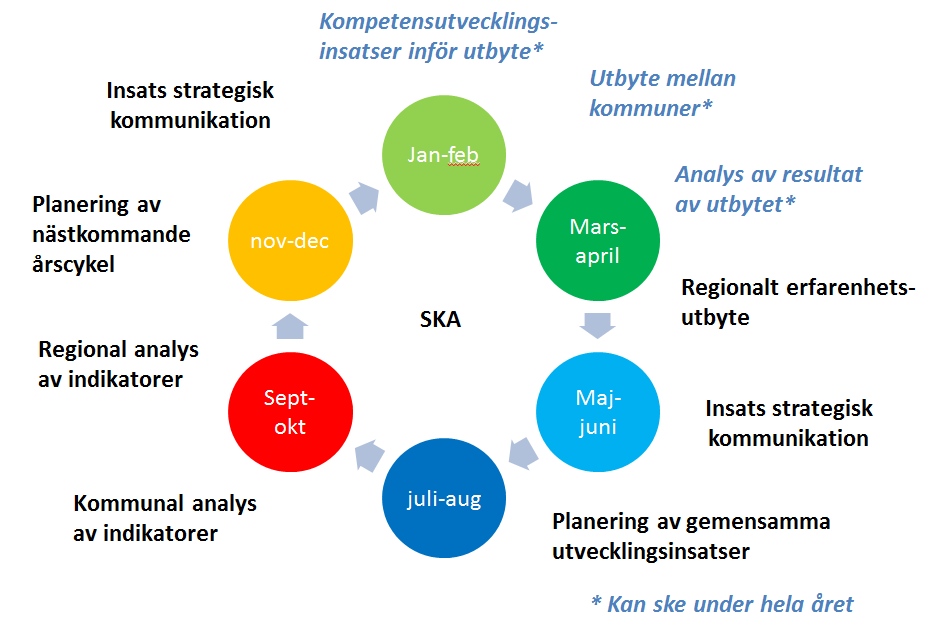 Kompetensutvecklings-
insatser inför utbyte*
Utbyte mellan
kommuner*
Insats strategisk
kommunikation
Jan-feb
Analys av resultat
av utbytet*
Planering av
nästkommande
årscykel
nov-dec
Mars-
april
Regionalt erfarenhets-
utbyte
SKA
Regional analys
av indikatorer
Sept-
okt
Maj-
juni
Insats strategisk
kommunikation
Kommunal analys
av indikatorer
juli-aug
Planering av gemensamma
utvecklingsinsatser
* Kan ske under hela året